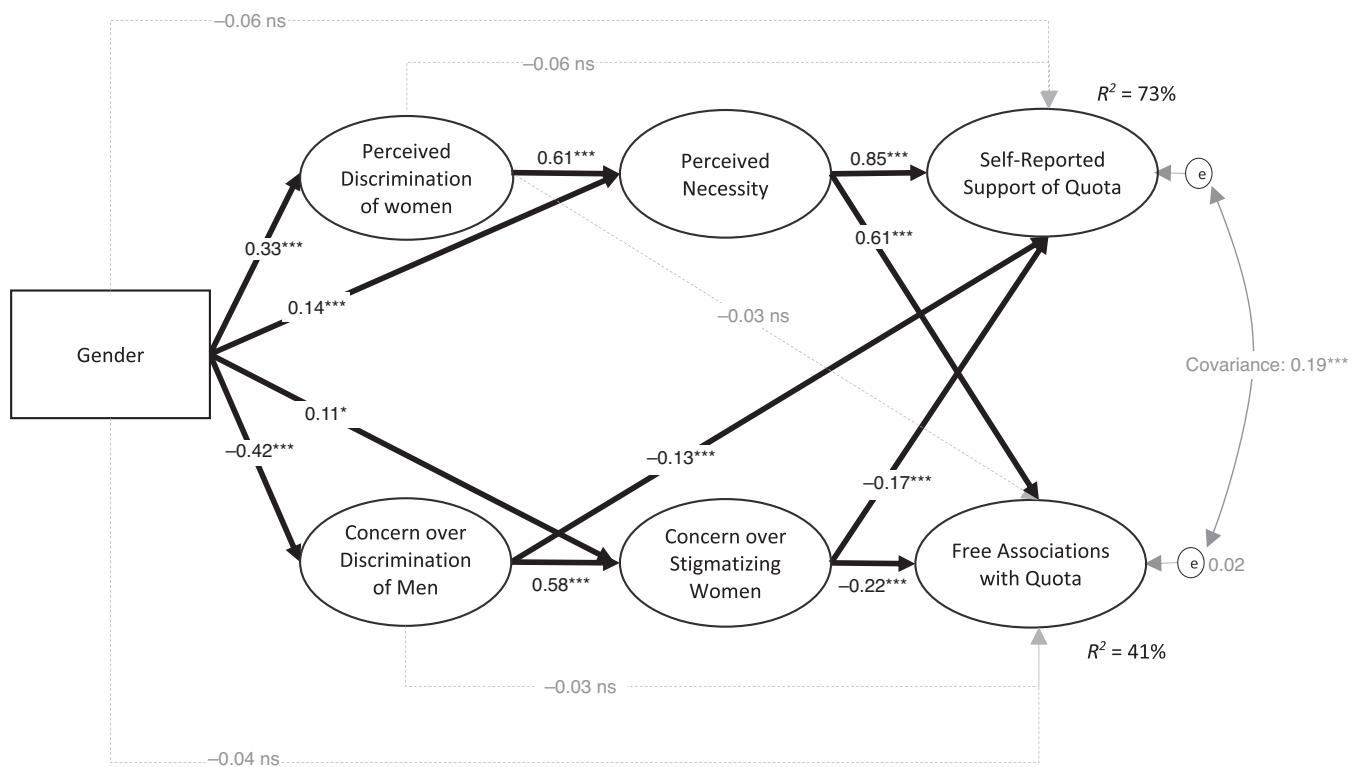 –0.06 ns
–0.06 ns
R² = 73%
Perceived
Discrimination
of women
0.61***
Perceived
Necessity
0.85***
Self-Reported
Support of Quota
e
0.33***
0.61***
0.14***
–0.03 ns
Gender
Covariance: 0.19***
0.11*
–0.42***
–0.13***
–0.17***
Concern over
Discrimination
of Men
0.58***
Concern over
Stigmatizing
Women
–0.22***
Free Associations
with Quota
e
0.02
R² = 41%
–0.03 ns
–0.04 ns